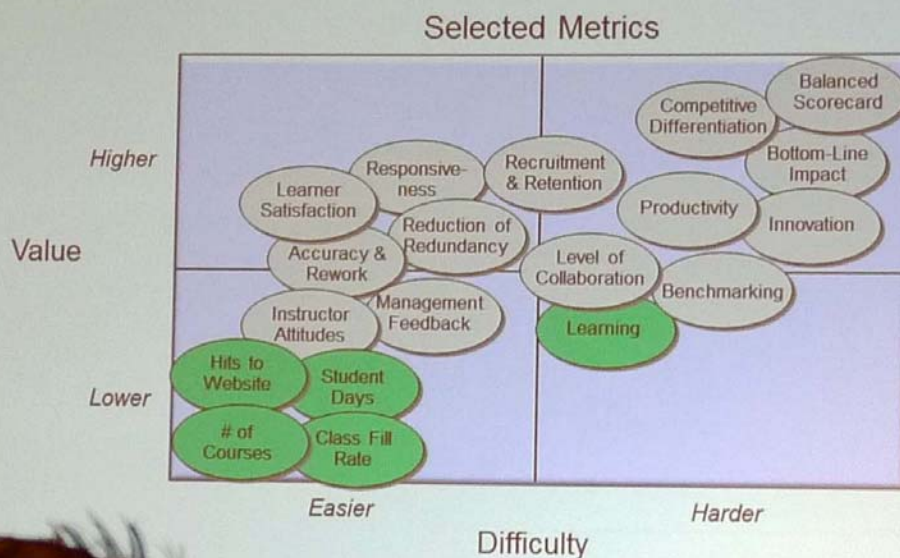 Selected Metrics
Higher
Value
Lower
Balanced
Scorecard
Competitive
Differentiation
Bottom-Line
Impact
Recruitment
& Retention
Responsive-
ness
Learner
Satisfaction
Productivity
Innovation
Reduction of
Redundancy
Accuracy &
Rework
Level of
Collaboration
Benchmarking
Management
Feedback
Instructor
Attitudes
Learning
Hits to
Website
Student
Days
# of
Courses
Class Fill
Rate
Easier
Harder
Difficulty